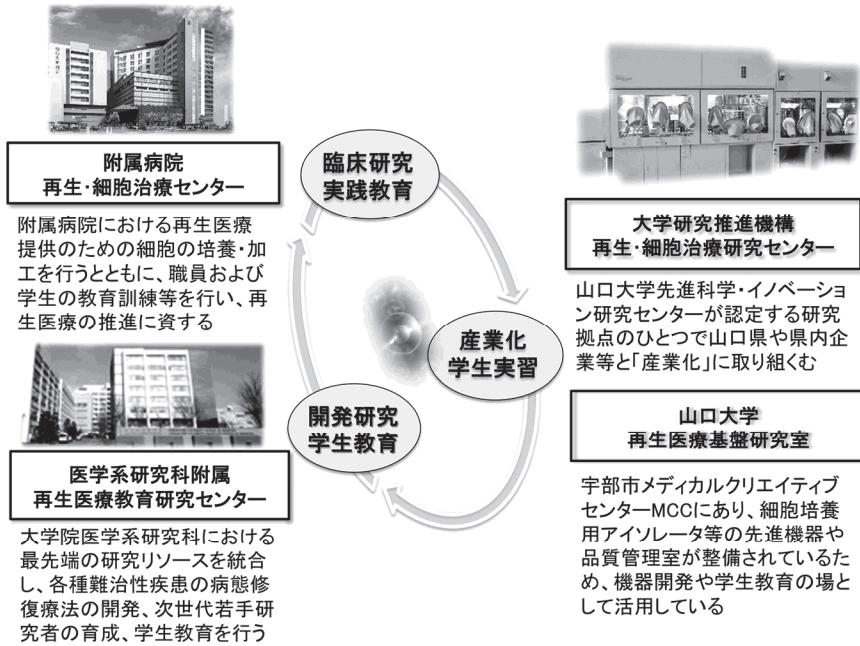 附属病院
再生・細胞治療センター
附属病院における再生医療
提供のための細胞の培養・加
工を行うとともに、職員および
学生の教育訓練等を行い、再
生医療の推進に資する
医学系研究科附属
再生医療教育研究センター
大学院医学系研究科における
最先端の研究リソースを統合
し、各種難治性疾患の病態修
復療法の開発、次世代若手研
究者の育成、学生教育を行う
臨床研究
実践教育
産業化
学生実習
開発研究
学生教育
大学研究推進機構
再生・細胞治療研究センター
山口大学先進科学・イノベーショ
ン研究センターが認定する研究
拠点のひとつで山口県や県内企
業等と「産業化」に取り組くむ
山口大学
再生医療基盤研究室
宇部市メディカルクリエイティブ
センターMCCにあり、細胞培養
用アイソレータ等の先進機器や
品質管理室が整備されているた
め、機器開発や学生教育の場と
して活用している